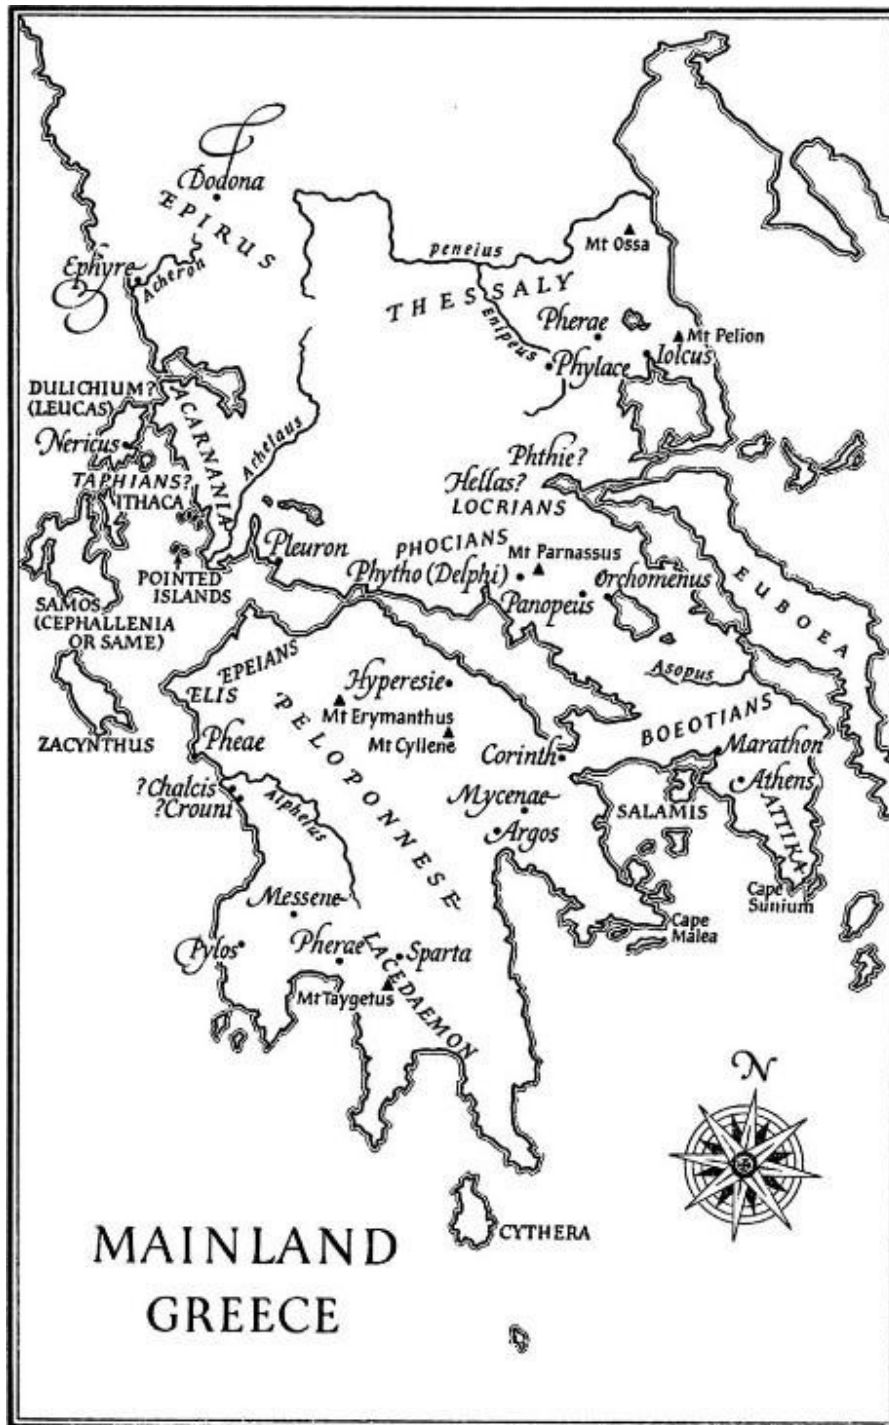 Dodona
EPIRUS
Ephyre
Acheron
peneius
Mt Ossa
THESSALY
Enipeus
Pherae
Mt Pelion
Phylace
Iolcus
DULICHIUM?
(LEUCAS)
ACARNANIA
Nericus
Arhelaus
TAPHIANS?
ITHACA
Phthie?
Hellas?
LOCRIANS
Pleuron
PHOCIANS
Mt Parnassus
Phytho (Delphi)
Orchomenus
Panopeus
EUBOEA
POINTED
ISLANDS
SAMOS
(CEPHALLENIA
OR SAME)
EPEIANS
ELIS
Hyperesie
Asopus
Mt Erymanthus
Mt Cyllene
PELOPONNESE
ZACYNTHUS
Pheae
BOEOTIANS
Corinth
Marathon
?Chalcis
?Crouni
Alpheius
Athens
Mycenae
SALAMIS
ATTIKA
Argos
Messene
Cape
Sunium
Cape
Malea
Pylos
Pherae
Sparta
LACEDAEMON
Mt Taygetus
N
CYTHERA
MAINLAND
GREECE